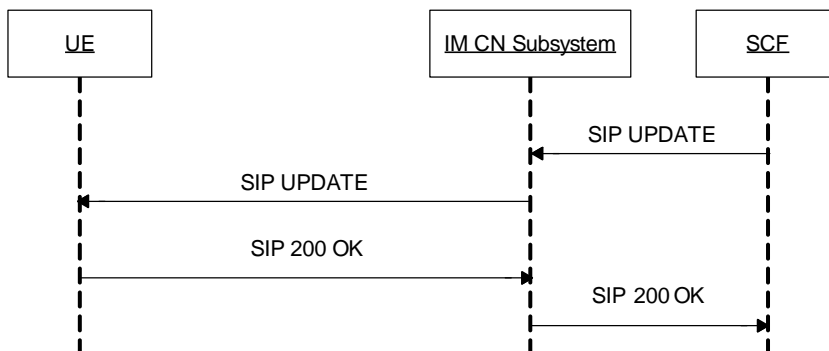 UE
IM CN Subsystem
SCF
SIP UPDATE
SIP UPDATE
SIP 200 OK
SIP 200 OK